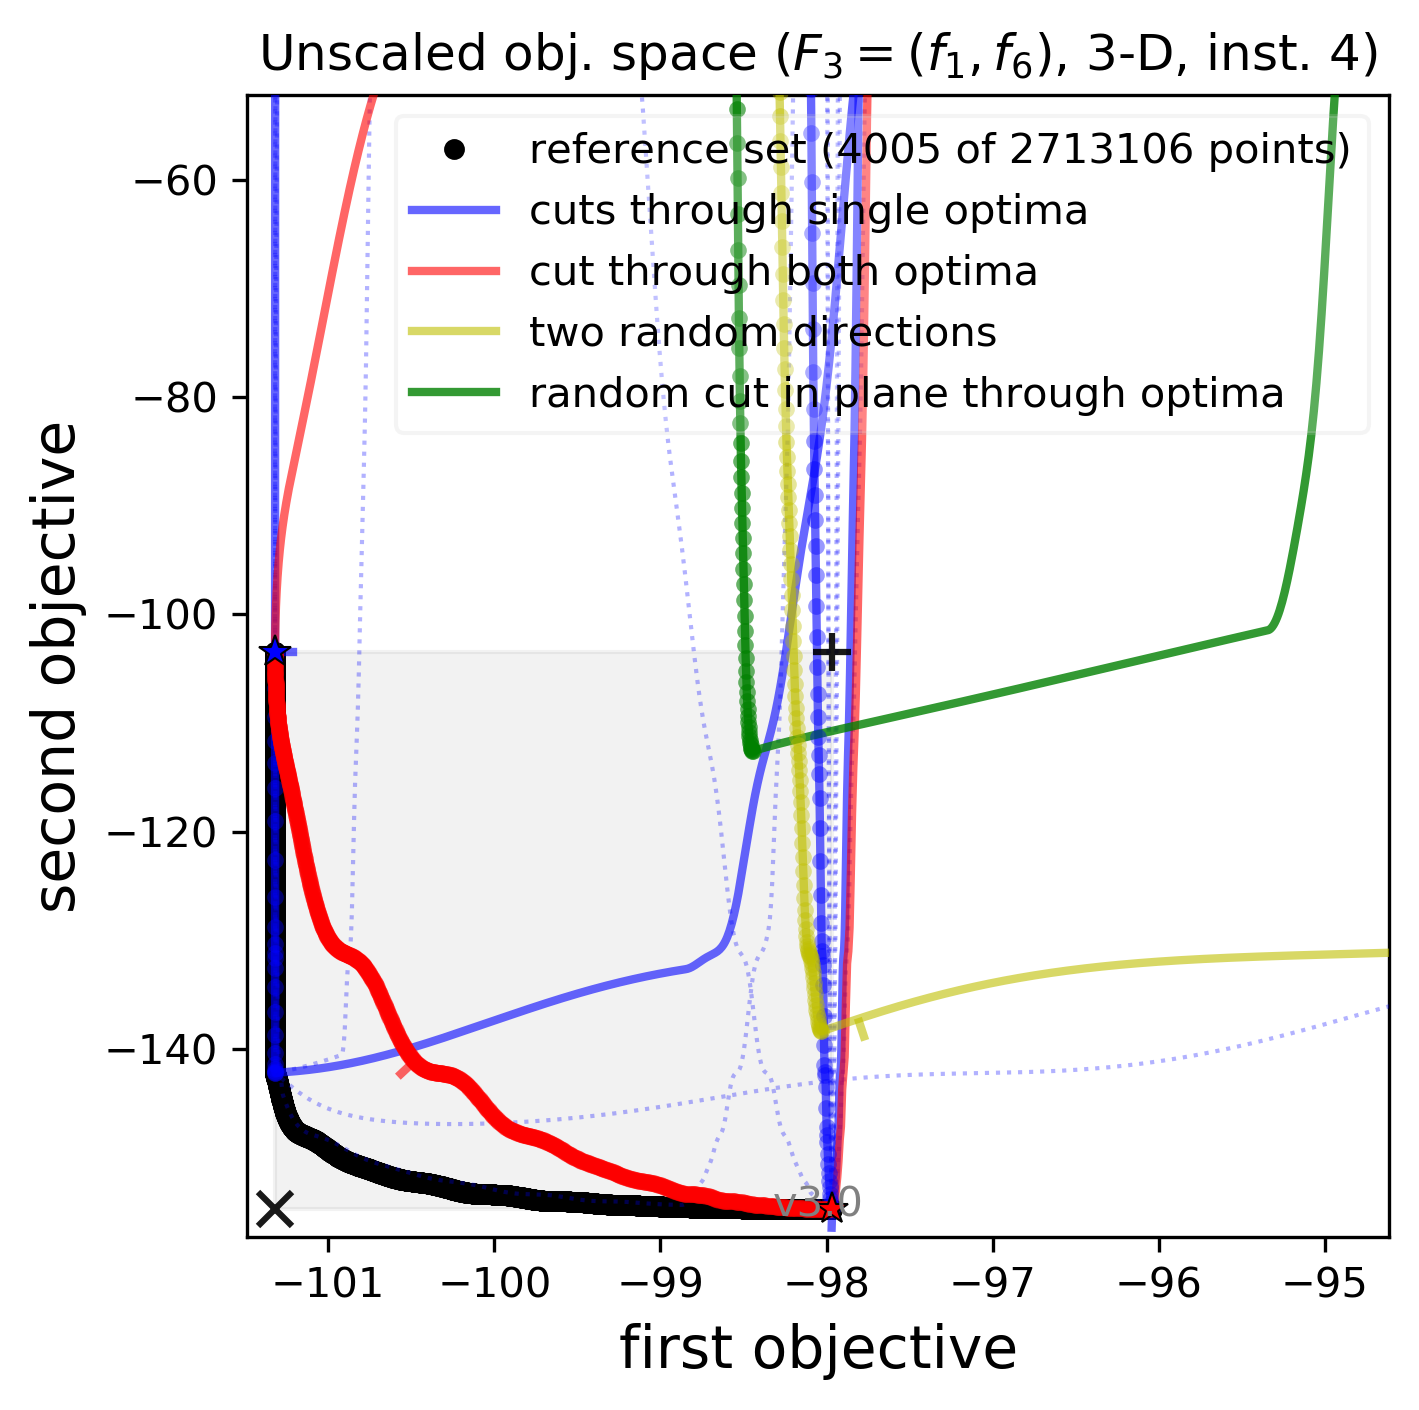 Unscaled obj. space (F₃ = (f₁, f₆), 3-D, inst. 4)
reference set (4005 of 2713106 points)
cuts through single optima
cut through both optima
two random directions
random cut in plane through optima
second objective
−60
−80
−100
−120
−140
v3.0
−101 −100 −99 −98 −97 −96 −95
first objective